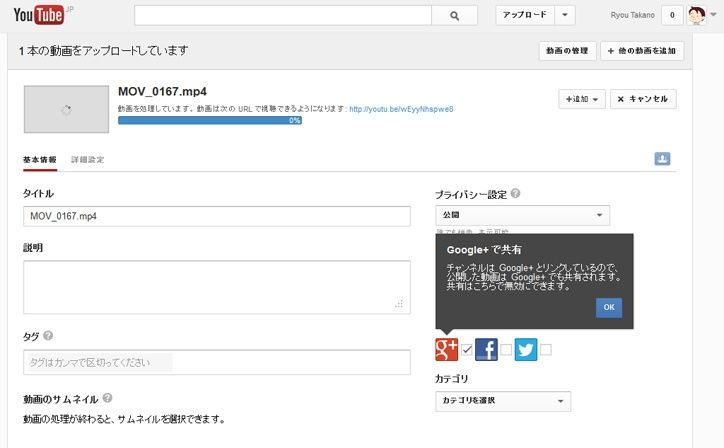 YouTube JP
アップロード
Ryou Takano
0
1 本の動画をアップロードしています
動画の管理
+ 他の動画を追加
MOV_0167.mp4
動画を処理しています。動画は次の URL で視聴できるようになります: http://youtu.be/wEyyNhspwe8
0%
+追加
× キャンセル
基本情報
詳細設定
タイトル
MOV_0167.mp4
説明
タグ ?
タグはカンマで区切ってください
動画のサムネイル ?
動画の処理が終わると、サムネイルを選択できます。
プライバシー設定 ?
公開
Google+ で共有
チャンネルは Google+ とリンクしているので、
公開した動画は Google+ でも共有されます。
共有はこちらで無効にできます。
OK
g+
f
カテゴリ
カテゴリを選択